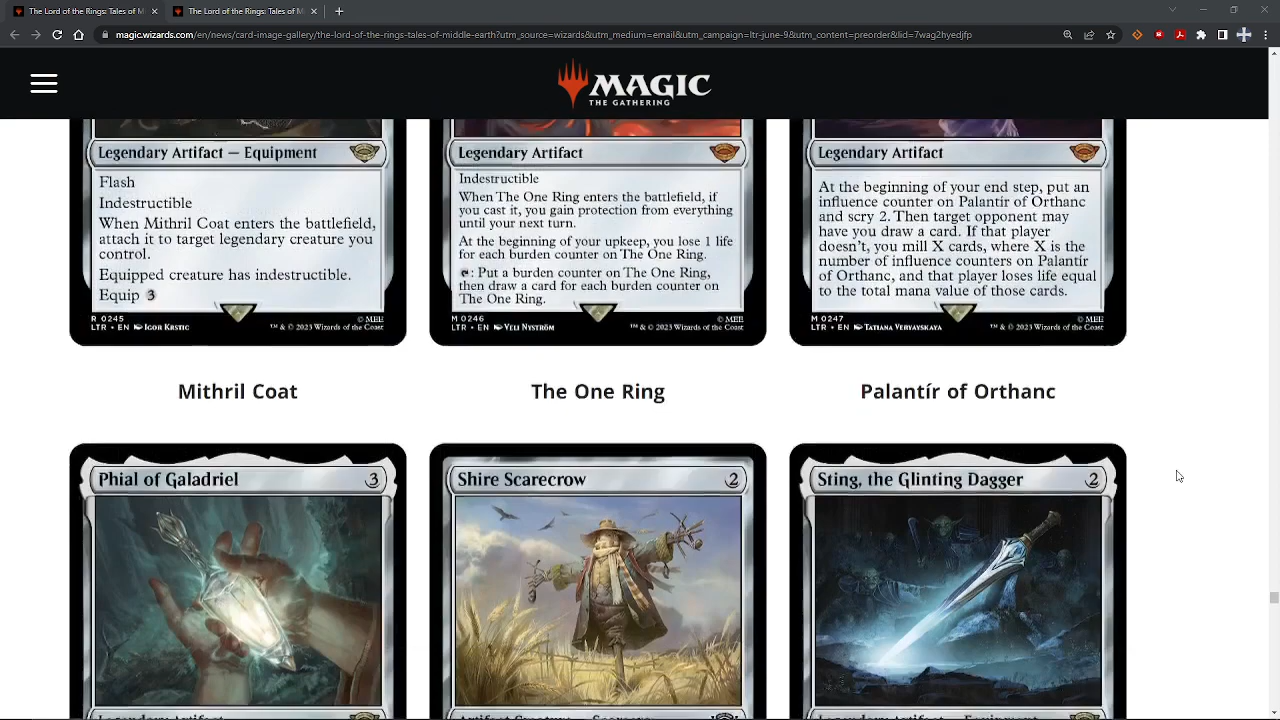 The Lord of the Rings: Tales of M
The Lord of the Rings: Tales of M
magic.wizards.com/en/news/card-image-gallery/the-lord-of-the-rings-tales-of-middle-earth?utm_source=wizards&utm_medium=email&utm_campaign=ltr-june-9&utm_content=preorder&lid=7wag2hyedjfp
MAGIC
THE GATHERING
Legendary Artifact — Equipment
Flash
Indestructible
When Mithril Coat enters the battlefield,
attach it to target legendary creature you
control.
Equipped creature has indestructible.
Equip 3
R 0245
LTR • EN Igor Krstic
© MEE
™ & © 2023 Wizards of the Coast
Legendary Artifact
Indestructible
When The One Ring enters the battlefield, if
you cast it, you gain protection from everything
until your next turn.
At the beginning of your upkeep, you lose 1 life
for each burden counter on The One Ring.
: Put a burden counter on The One Ring,
then draw a card for each burden counter on
The One Ring.
M 0246
LTR • EN Veli Nyström
© MEE
™ & © 2023 Wizards of the Coast
Legendary Artifact
At the beginning of your end step, put an
influence counter on Palantír of Orthanc
and scry 2. Then target opponent may
have you draw a card. If that player
doesn't, you mill X cards, where X is the
number of influence counters on Palantír
of Orthanc, and that player loses life equal
to the total mana value of those cards.
M 0247
LTR • EN Tatiana Veryayskaya
© MEE
™ & © 2023 Wizards of the Coast
Mithril Coat
The One Ring
Palantír of Orthanc
Phial of Galadriel 3
Shire Scarecrow 2
Sting, the Glinting Dagger 2
Legendary Artifact
Artifact Creature — Scarecrow
Legendary Artifact — Equipment